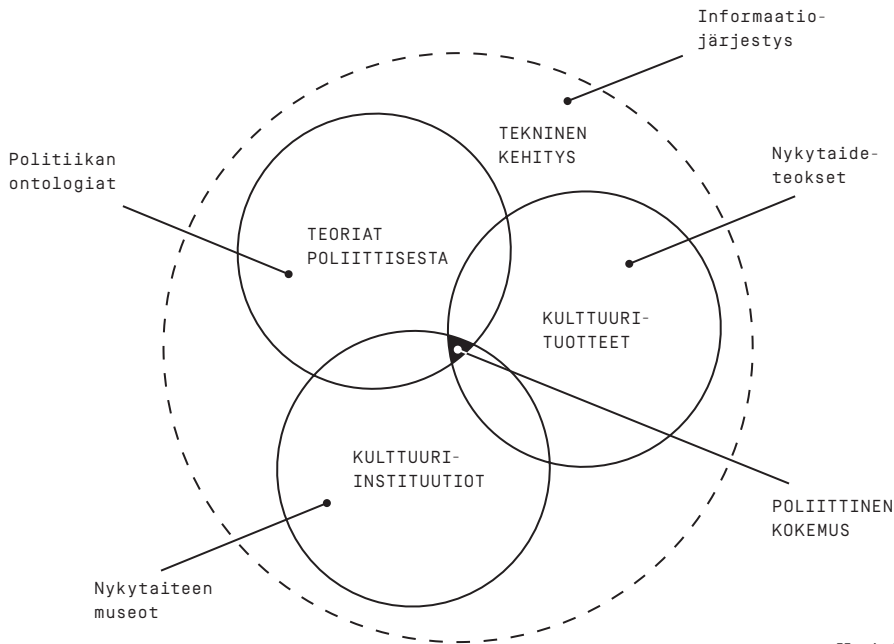 Informaatio-
järjestys
TEKNINEN
KEHITYS
Nykytaide-
teokset
Politiikan
ontologiat
TEORIAT
POLIITTISESTA
KULTTUURI-
TUOTTEET
KULTTUURI-
INSTITUUTIOT
POLIITTINEN
KOKEMUS
Nykytaiteen
museot